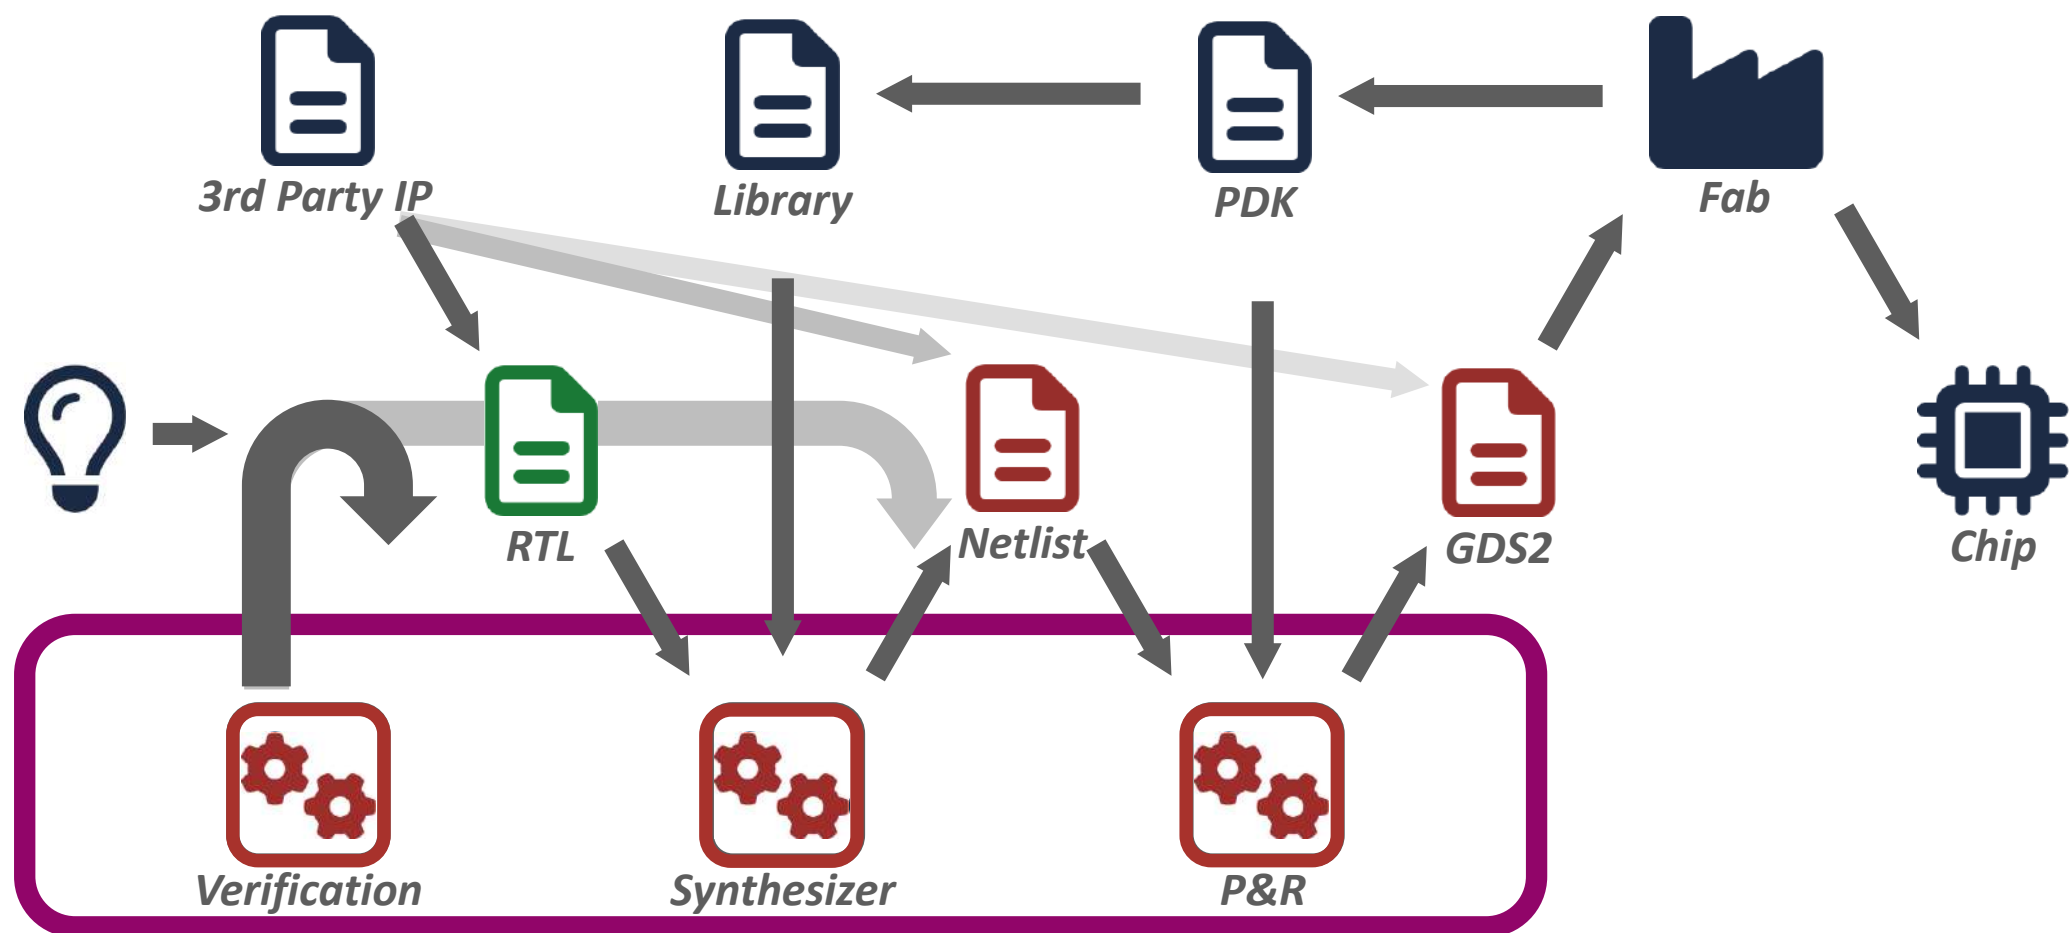 3rd Party IP
Library
PDK
Fab
RTL
Netlist
GDS2
Chip
Verification
Synthesizer
P&R